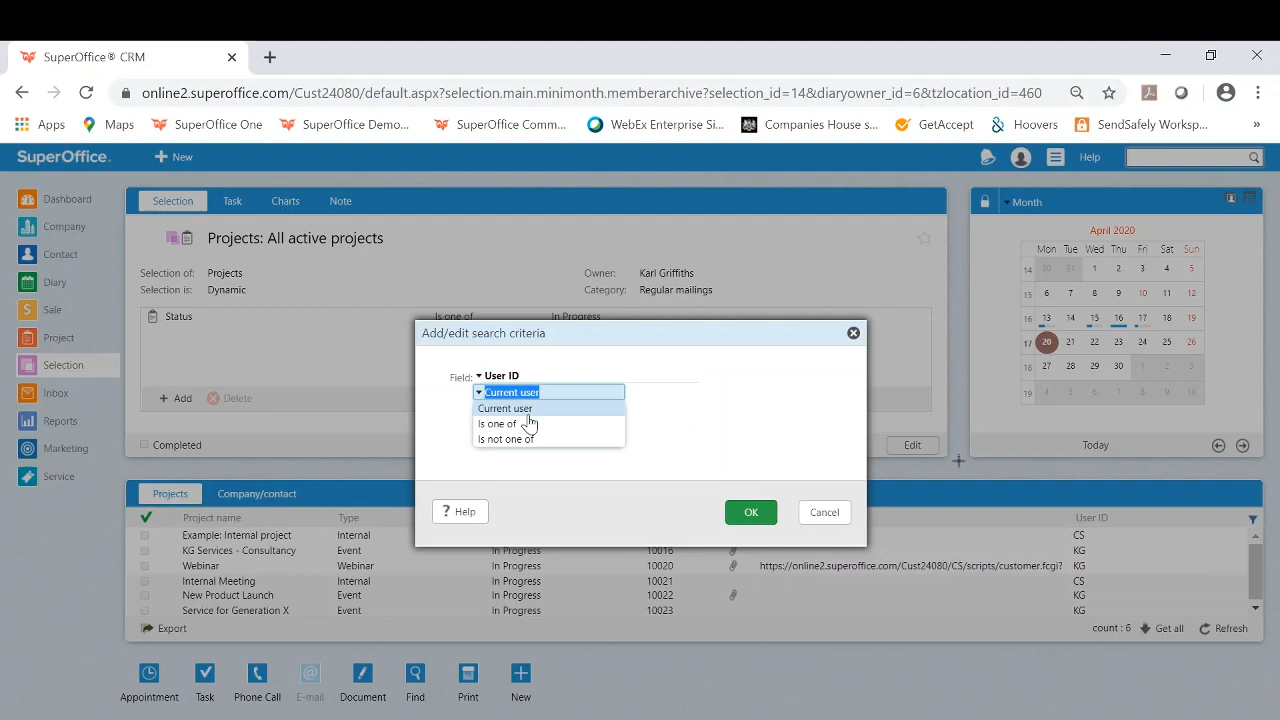 SuperOffice® CRM
online2.superoffice.com/Cust24080/default.aspx?selection.main.minimonth.memberarchive?selection_id=14&diaryowner_id=6&tzlocation_id=460
Apps Maps SuperOffice One SuperOffice Demo... SuperOffice Comm... WebEx Enterprise Si... Companies House s... GetAccept Hoovers SendSafely Worksp... »
SuperOffice. New Help
Dashboard
Company
Contact
Diary
Sale
Project
Selection
Inbox
Reports
Marketing
Service
Selection Task Charts Note
Projects: All active projects
Selection of: Projects Owner: Karl Griffiths
Selection is: Dynamic Category: Regular mailings
Status Is one of In Progress
Add Delete
Completed Edit
Month
April 2020
Mon Tue Wed Thu Fri Sat Sun
14 30 31 1 2 3 4 5
15 6 7 8 9 10 11 12
16 13 14 15 16 17 18 19
17 20 21 22 23 24 25 26
18 27 28 29 30 1 2 3
19 4 5 6 7 8 9 10
Today
Add/edit search criteria
Field: User ID
Current user
Current user
Is one of
Is not one of
? Help OK Cancel
Projects Company/contact
Project name Type User ID
Example: Internal project Internal In Progress CS
KG Services - Consultancy Event In Progress 10016 KG
Webinar Webinar In Progress 10020 https://online2.superoffice.com/Cust24080/CS/scripts/customer.fcgi? KG
Internal Meeting Internal In Progress 10021 CS
New Product Launch Event In Progress 10022 KG
Service for Generation X Event In Progress 10023 KG
Export count : 6 Get all Refresh
Appointment Task Phone Call E-mail Document Find Print New